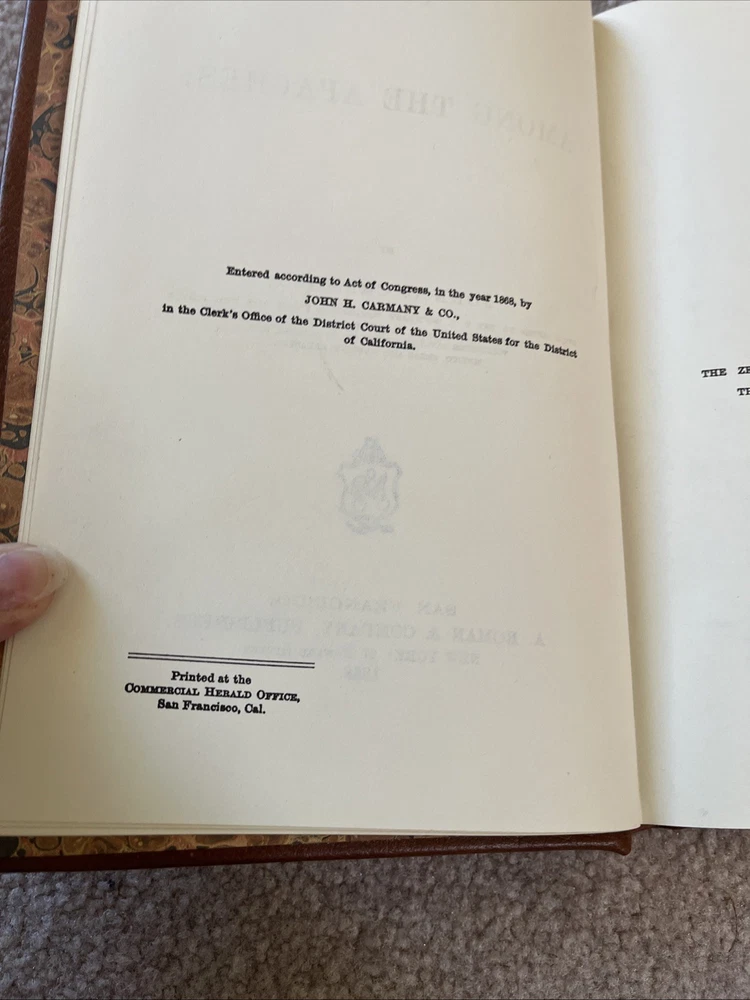 Entered according to Act of Congress, in the year 1868, by
JOHN H. CARMANY & CO.,
in the Clerk's Office of the District Court of the United States for the District
of California.
Printed at the
COMMERCIAL HERALD OFFICE,
San Francisco, Cal.
THE ZE
TH